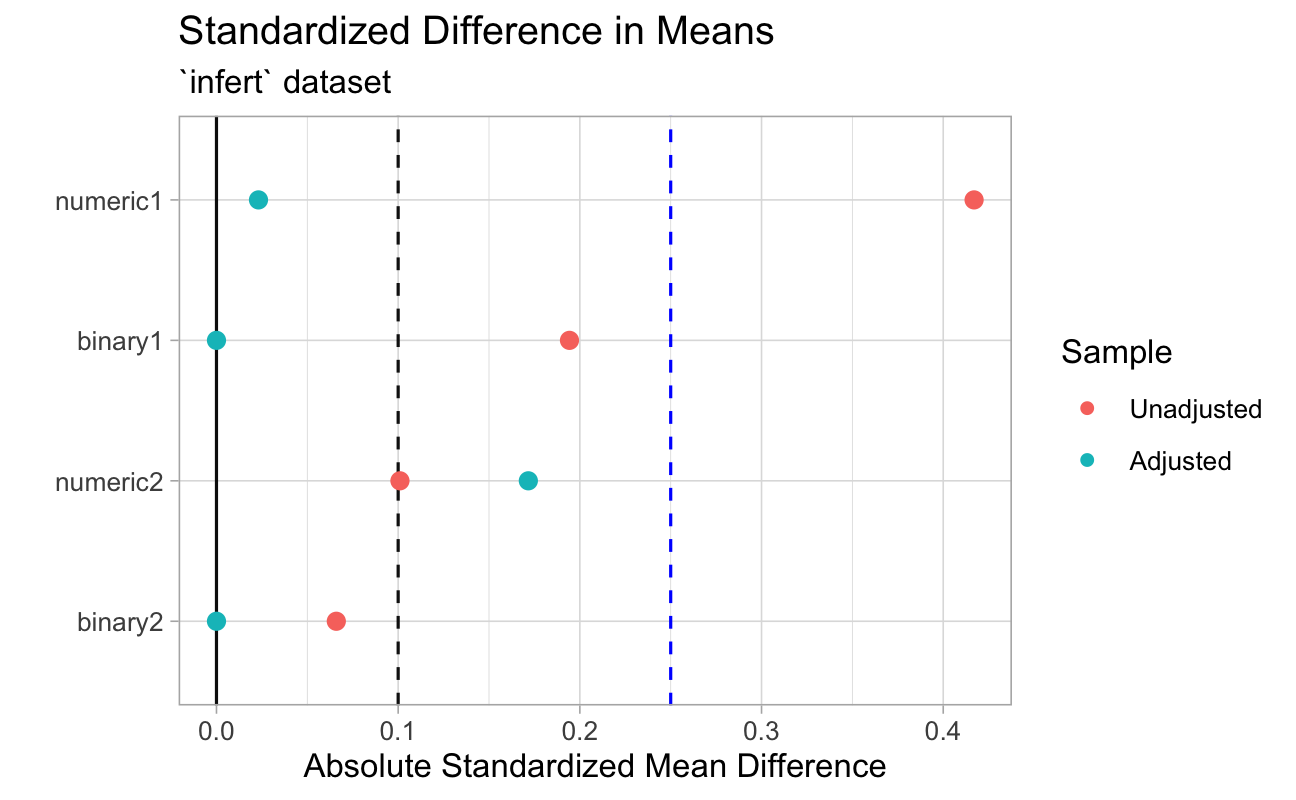 Standardized Difference in Means
`infert` dataset
numeric1
binary1
numeric2
binary2
0.0 0.1 0.2 0.3 0.4
Absolute Standardized Mean Difference
Sample
Unadjusted
Adjusted